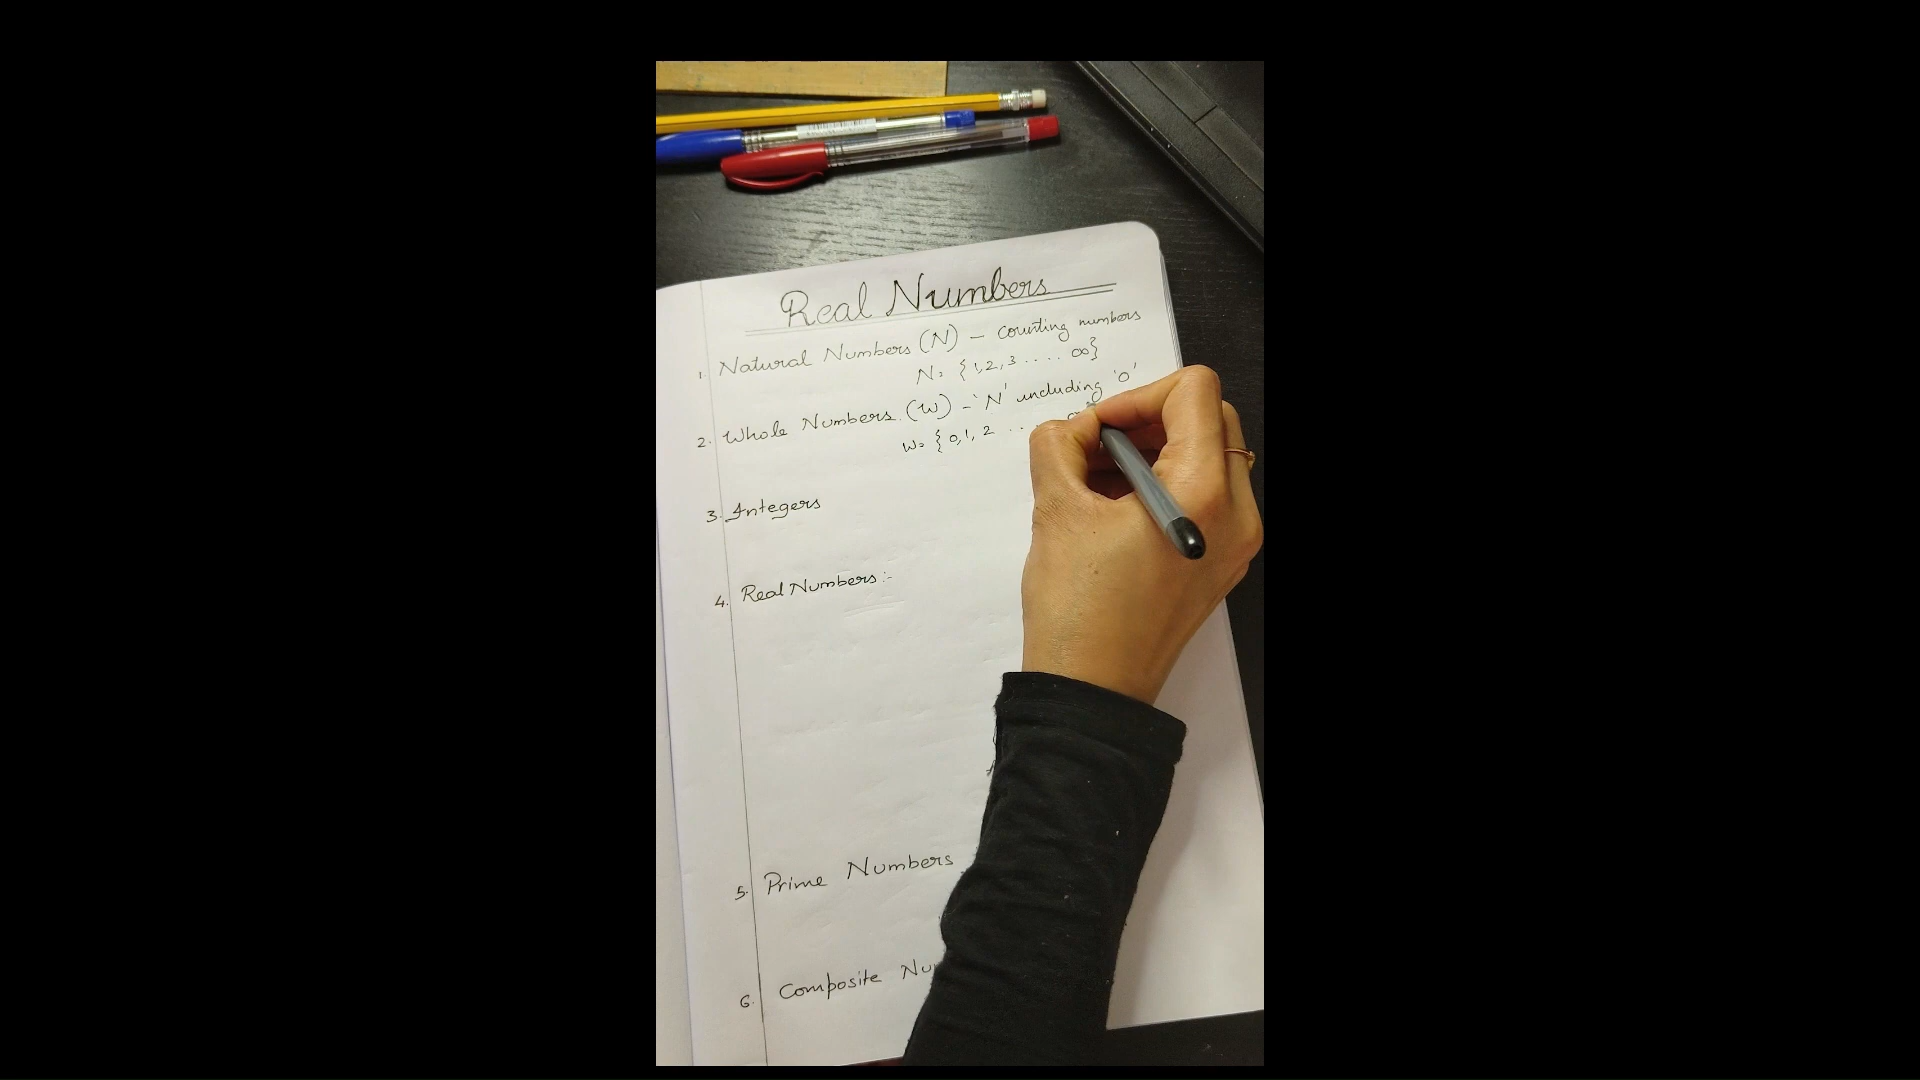 Real Numbers
1. Natural Numbers (N) - counting numbers
N = {1, 2, 3 .... ∞}
2. Whole Numbers (W) - 'N' including '0'
W = {0, 1, 2 ... ∞}
3. Integers
4. Real Numbers :-
5. Prime Numbers
6. Composite